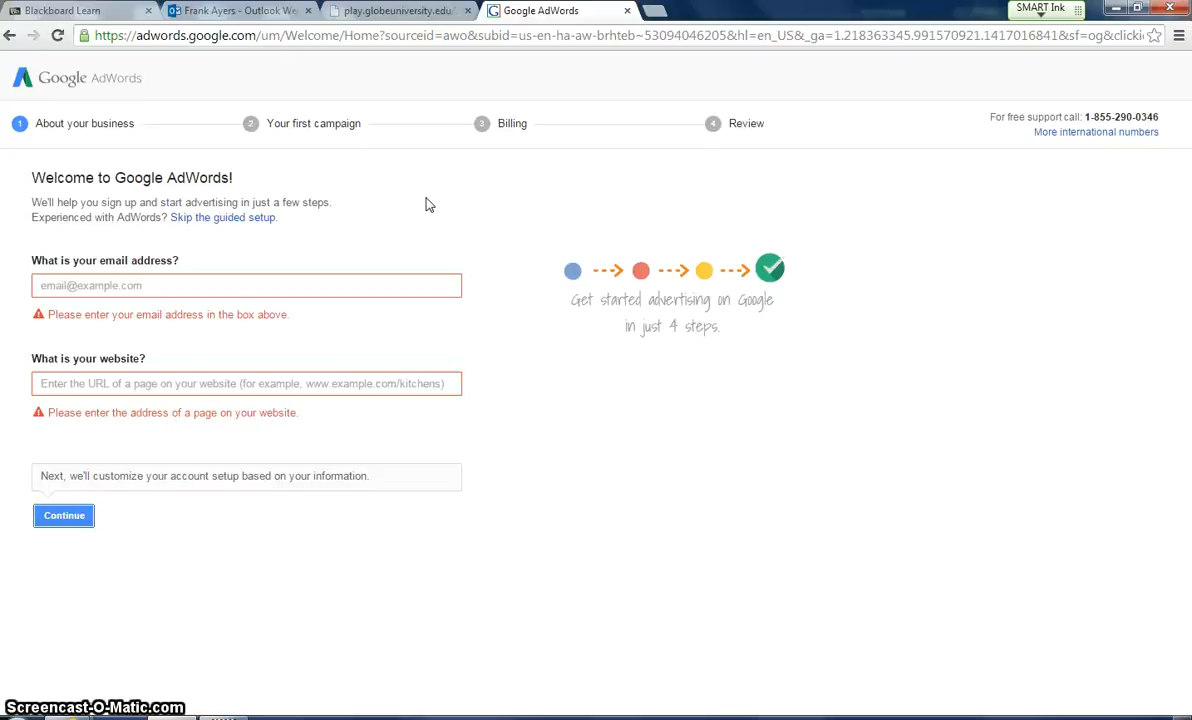 Blackboard Learn
Frank Ayers - Outlook We
play.globeuniversity.edu/
Google AdWords
SMART Ink
https://adwords.google.com/um/Welcome/Home?sourceid=awo&subid=us-en-ha-aw-brhteb~53094046205&hl=en_US&_ga=1.218363345.991570921.1417016841&sf=og&clicki
Google AdWords
1 About your business
2 Your first campaign
3 Billing
4 Review
For free support call: 1-855-290-0346
More international numbers
Welcome to Google AdWords!
We'll help you sign up and start advertising in just a few steps.
Experienced with AdWords? Skip the guided setup.
What is your email address?
email@example.com
Please enter your email address in the box above.
What is your website?
Enter the URL of a page on your website (for example, www.example.com/kitchens)
Please enter the address of a page on your website.
Get started advertising on Google
in just 4 steps.
Next, we'll customize your account setup based on your information.
Continue
Screencast-O-Matic.com